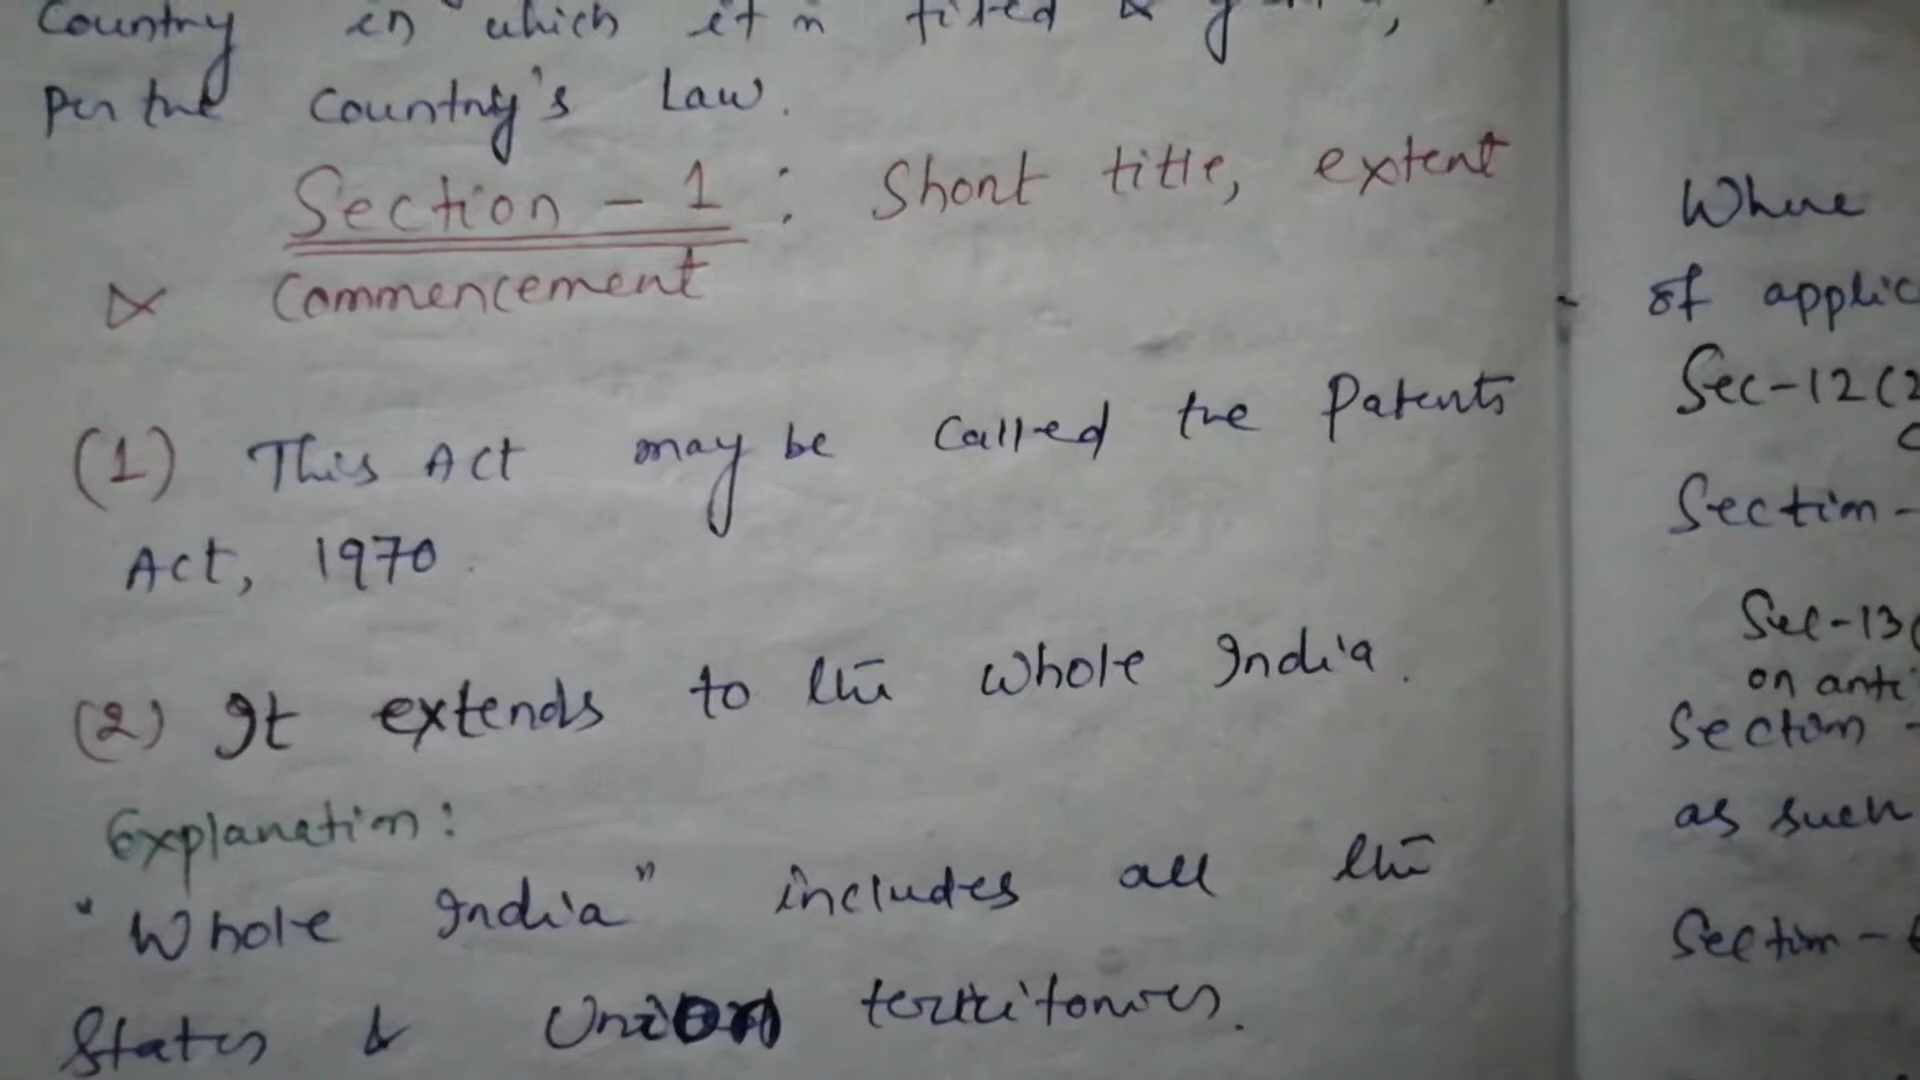 Country in which it is filed &
per the Country's Law.
Section - 1 : Short title, extent
& Commencement
(1) This Act may be called the Patents
Act, 1970.
(2) It extends to the whole India.
Explanation:
"Whole India" includes all the
States & Union territories.
Where
of applic
Sec-12(2
Section -
Sec-13(
on anti
Section -
as such
Section -